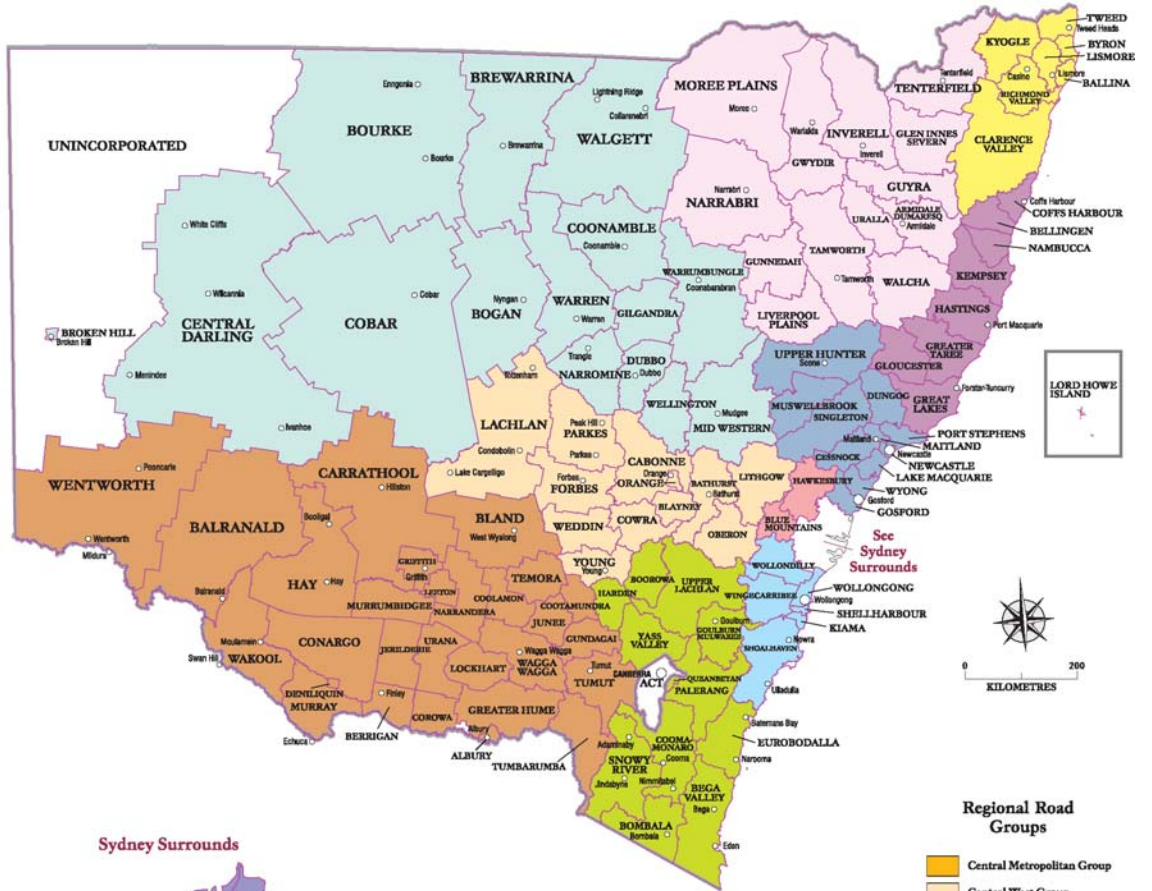 TWEED
Tweed Heads
KYOGLE
BYRON
LISMORE
Lismore
Casino
BALLINA
RICHMOND
VALLEY
CLARENCE
VALLEY
Tenterfield
TENTERFIELD
MOREE PLAINS
Moree
Warialda
INVERELL
Inverell
GLEN INNES
SEVERN
GWYDIR
GUYRA
Narrabri
NARRABRI
URALLA
ARMIDALE
DUMARESQ
Armidale
TAMWORTH
Tamworth
GUNNEDAH
WALCHA
LIVERPOOL
PLAINS
Coffs Harbour
COFFS HARBOUR
BELLINGEN
NAMBUCCA
KEMPSEY
HASTINGS
Port Macquarie
GREATER
TAREE
GLOUCESTER
Forster-Tuncurry
GREAT
LAKES
UNINCORPORATED
Enngonia
BOURKE
Bourke
BREWARRINA
Brewarrina
Lightning Ridge
Collarenebri
WALGETT
White Cliffs
Wilcannia
CENTRAL
DARLING
BROKEN HILL
Broken Hill
Menindee
Ivanhoe
Cobar
COBAR
Nyngan
BOGAN
COONAMBLE
Coonamble
WARREN
Warren
GILGANDRA
WARRUMBUNGLE
Coonabarabran
Trangie
NARROMINE
DUBBO
Dubbo
WELLINGTON
Mudgee
MID WESTERN
UPPER HUNTER
Scone
MUSWELLBROOK
SINGLETON
DUNGOG
Maitland
CESSNOCK
PORT STEPHENS
MAITLAND
Newcastle
NEWCASTLE
LAKE MACQUARIE
WYONG
Gosford
GOSFORD
LORD HOWE
ISLAND
Tottenham
LACHLAN
Condobolin
Lake Cargelligo
Peak Hill
PARKES
Parkes
Forbes
FORBES
CABONNE
Orange
ORANGE
BATHURST
Bathurst
LITHGOW
BLAYNEY
WEDDIN
COWRA
OBERON
YOUNG
Young
HAWKESBURY
BLUE
MOUNTAINS
See
Sydney
Surrounds
WENTWORTH
Pooncarie
Wentworth
Mildura
BALRANALD
Balranald
CARRATHOOL
Hillston
Booligal
BLAND
West Wyalong
HAY
Hay
GRIFFITH
Griffith
LEETON
MURRUMBIDGEE
NARRANDERA
TEMORA
COOLAMON
COOTAMUNDRA
JUNEE
GUNDAGAI
Moulamein
Swan Hill
WAKOOL
CONARGO
JERILDERIE
URANA
LOCKHART
Wagga Wagga
WAGGA
WAGGA
Tumut
TUMUT
DENILIQUIN
MURRAY
Echuca
Finley
BERRIGAN
COROWA
GREATER HUME
Albury
ALBURY
TUMBARUMBA
HARDEN
BOOROWA
UPPER
LACHLAN
Goulburn
GOULBURN
MULWAREE
YASS
VALLEY
CANBERRA
ACT
QUEANBEYAN
PALERANG
Adaminaby
SNOWY
RIVER
Jindabyne
COOMA-
MONARO
Cooma
Nimmitabel
BEGA
VALLEY
Bega
BOMBALA
Bombala
Eden
Batemans Bay
EUROBODALLA
Narooma
WOLLONDILLY
WINGECARRIBEE
WOLLONGONG
Wollongong
SHELLHARBOUR
KIAMA
Nowra
SHOALHAVEN
Ulladulla
0 200
KILOMETRES
Regional Road
Groups
Central Metropolitan Group
Sydney Surrounds